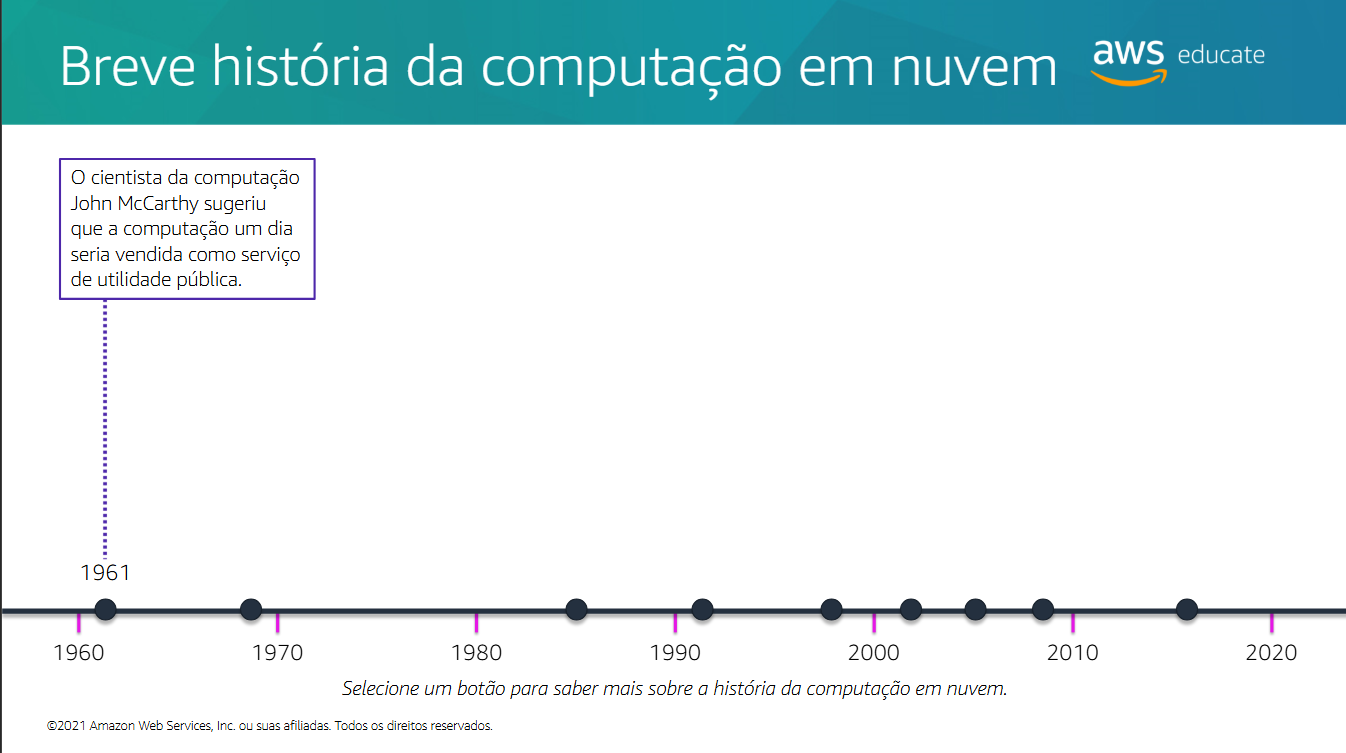 Breve história da computação em nuvem
aws educate
O cientista da computação
John McCarthy sugeriu
que a computação um dia
seria vendida como serviço
de utilidade pública.
1961
1960 1970 1980 1990 2000 2010 2020
Selecione um botão para saber mais sobre a história da computação em nuvem.
©2021 Amazon Web Services, Inc. ou suas afiliadas. Todos os direitos reservados.